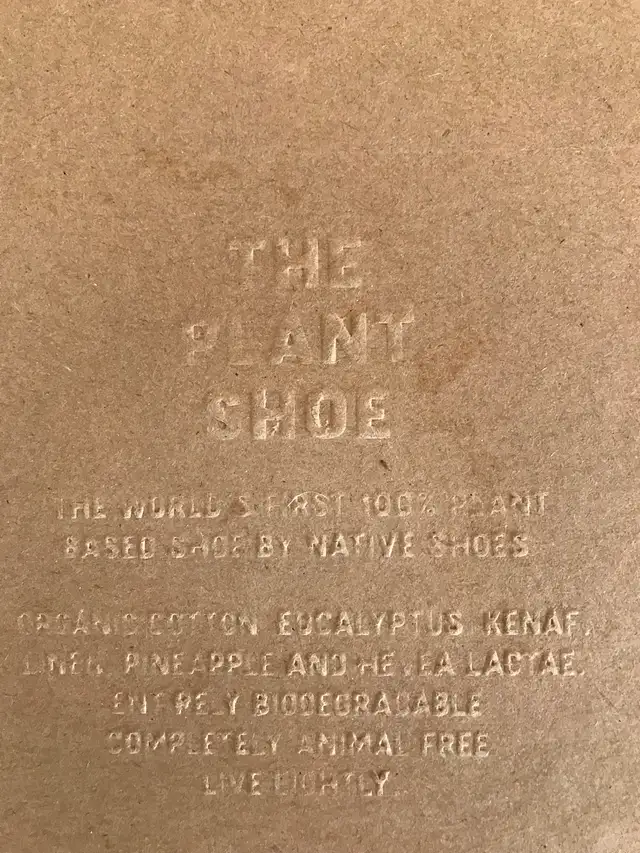 THE
PLANT
SHOE
THE WORLD'S FIRST 100% PLANT
BASED SHOE BY NATIVE SHOES
ORGANIC COTTON, EUCALYPTUS, KENAF,
LINEN, PINEAPPLE AND HEVEA LACTAE.
ENTIRELY BIODEGRADABLE
COMPLETELY ANIMAL FREE
LIVE LIGHTLY.